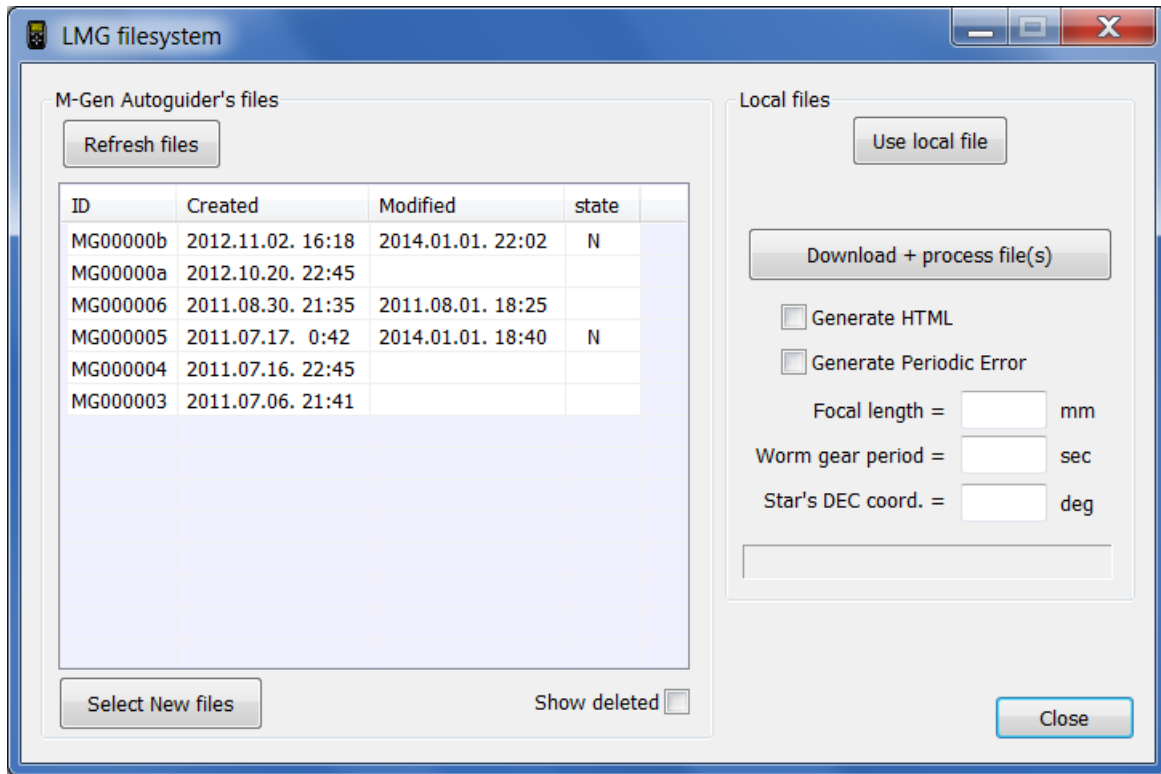 LMG filesystem
M-Gen Autoguider's files
Refresh files
ID Created Modified state
MG00000b 2012.11.02. 16:18 2014.01.01. 22:02 N
MG00000a 2012.10.20. 22:45
MG000006 2011.08.30. 21:35 2011.08.01. 18:25
MG000005 2011.07.17. 0:42 2014.01.01. 18:40 N
MG000004 2011.07.16. 22:45
MG000003 2011.07.06. 21:41
Select New files
Show deleted
Local files
Use local file
Download + process file(s)
Generate HTML
Generate Periodic Error
Focal length = mm
Worm gear period = sec
Star's DEC coord. = deg
Close